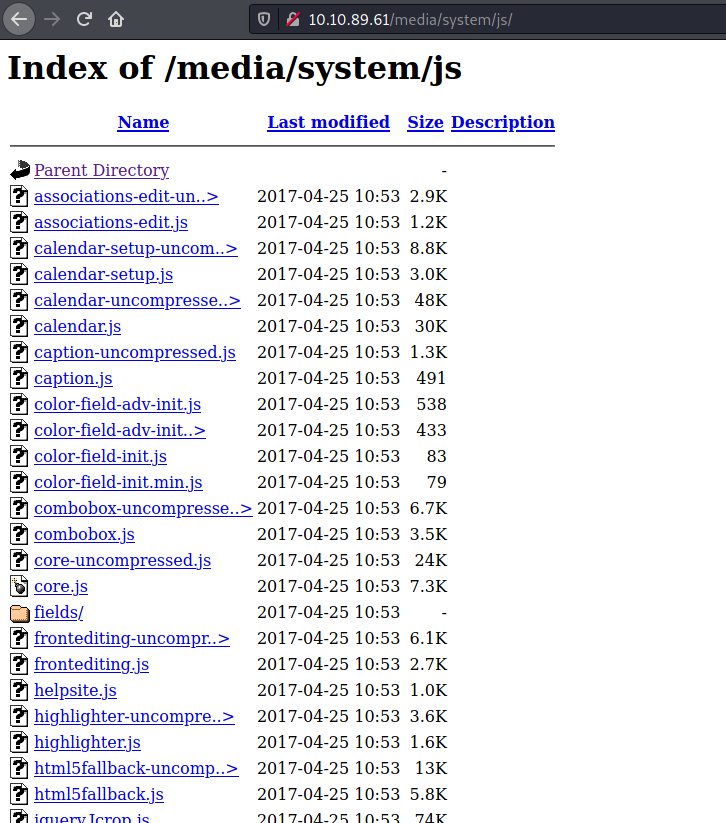 10.10.89.61/media/system/js/
Index of /media/system/js
Name Last modified Size Description
Parent Directory -
associations-edit-un..> 2017-04-25 10:53 2.9K
associations-edit.js 2017-04-25 10:53 1.2K
calendar-setup-uncom..> 2017-04-25 10:53 8.8K
calendar-setup.js 2017-04-25 10:53 3.0K
calendar-uncompresse..> 2017-04-25 10:53 48K
calendar.js 2017-04-25 10:53 30K
caption-uncompressed.js 2017-04-25 10:53 1.3K
caption.js 2017-04-25 10:53 491
color-field-adv-init.js 2017-04-25 10:53 538
color-field-adv-init..> 2017-04-25 10:53 433
color-field-init.js 2017-04-25 10:53 83
color-field-init.min.js 2017-04-25 10:53 79
combobox-uncompresse..> 2017-04-25 10:53 6.7K
combobox.js 2017-04-25 10:53 3.5K
core-uncompressed.js 2017-04-25 10:53 24K
core.js 2017-04-25 10:53 7.3K
fields/ 2017-04-25 10:53 -
frontediting-uncompr..> 2017-04-25 10:53 6.1K
frontediting.js 2017-04-25 10:53 2.7K
helpsite.js 2017-04-25 10:53 1.0K
highlighter-uncompre..> 2017-04-25 10:53 3.6K
highlighter.js 2017-04-25 10:53 1.6K
html5fallback-uncomp..> 2017-04-25 10:53 13K
html5fallback.js 2017-04-25 10:53 5.8K
jquery.Jcrop.js 2017-04-25 10:53 74K